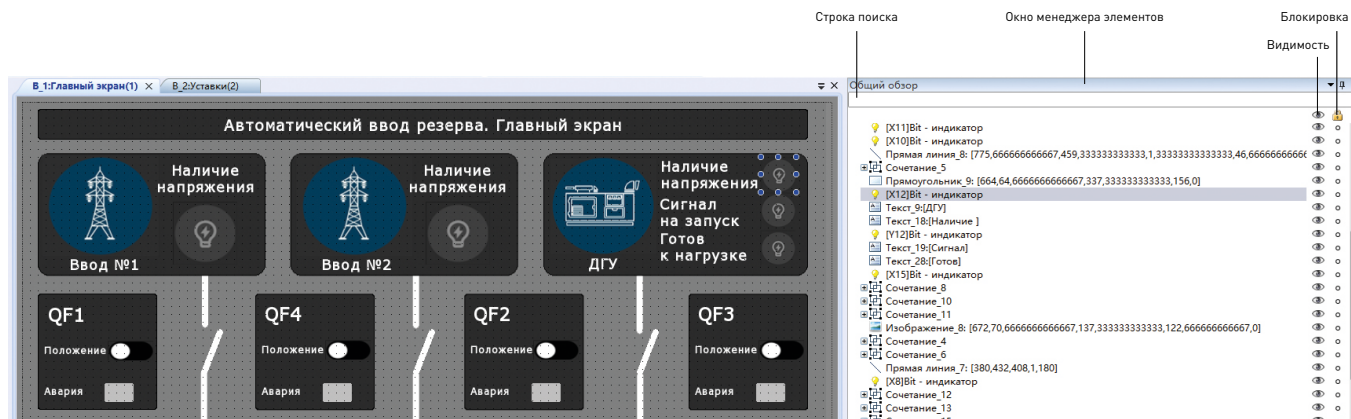 Строка поиска
Окно менеджера элементов
Блокировка
Видимость
B_1:Главный экран(1)
B_2:Уставки(2)
Общий обзор
Автоматический ввод резерва. Главный экран
Наличие
напряжения
Ввод №1
Наличие
напряжения
Ввод №2
Наличие
напряжения
Сигнал
на запуск
Готов
к нагрузке
ДГУ
QF1
Положение
Авария
QF4
Положение
Авария
QF2
Положение
Авария
QF3
Положение
Авария
[X11]Bit - индикатор
[X10]Bit - индикатор
Прямая линия_8: [775,666666666667,459,333333333333,1,33333333333333,46,6666666666666
Сочетание_5
Прямоугольник_9: [664,64,6666666666667,337,333333333333,156,0]
[X12]Bit - индикатор
Текст_9:[ДГУ]
Текст_18:[Наличие ]
[Y12]Bit - индикатор
Текст_19:[Сигнал]
Текст_28:[Готов]
[X15]Bit - индикатор
Сочетание_8
Сочетание_10
Сочетание_11
Изображение_8: [672,70,6666666666667,137,333333333333,122,666666666667,0]
Сочетание_4
Сочетание_6
Прямая линия_7: [380,432,408,1,180]
[X8]Bit - индикатор
Сочетание_12
Сочетание_13